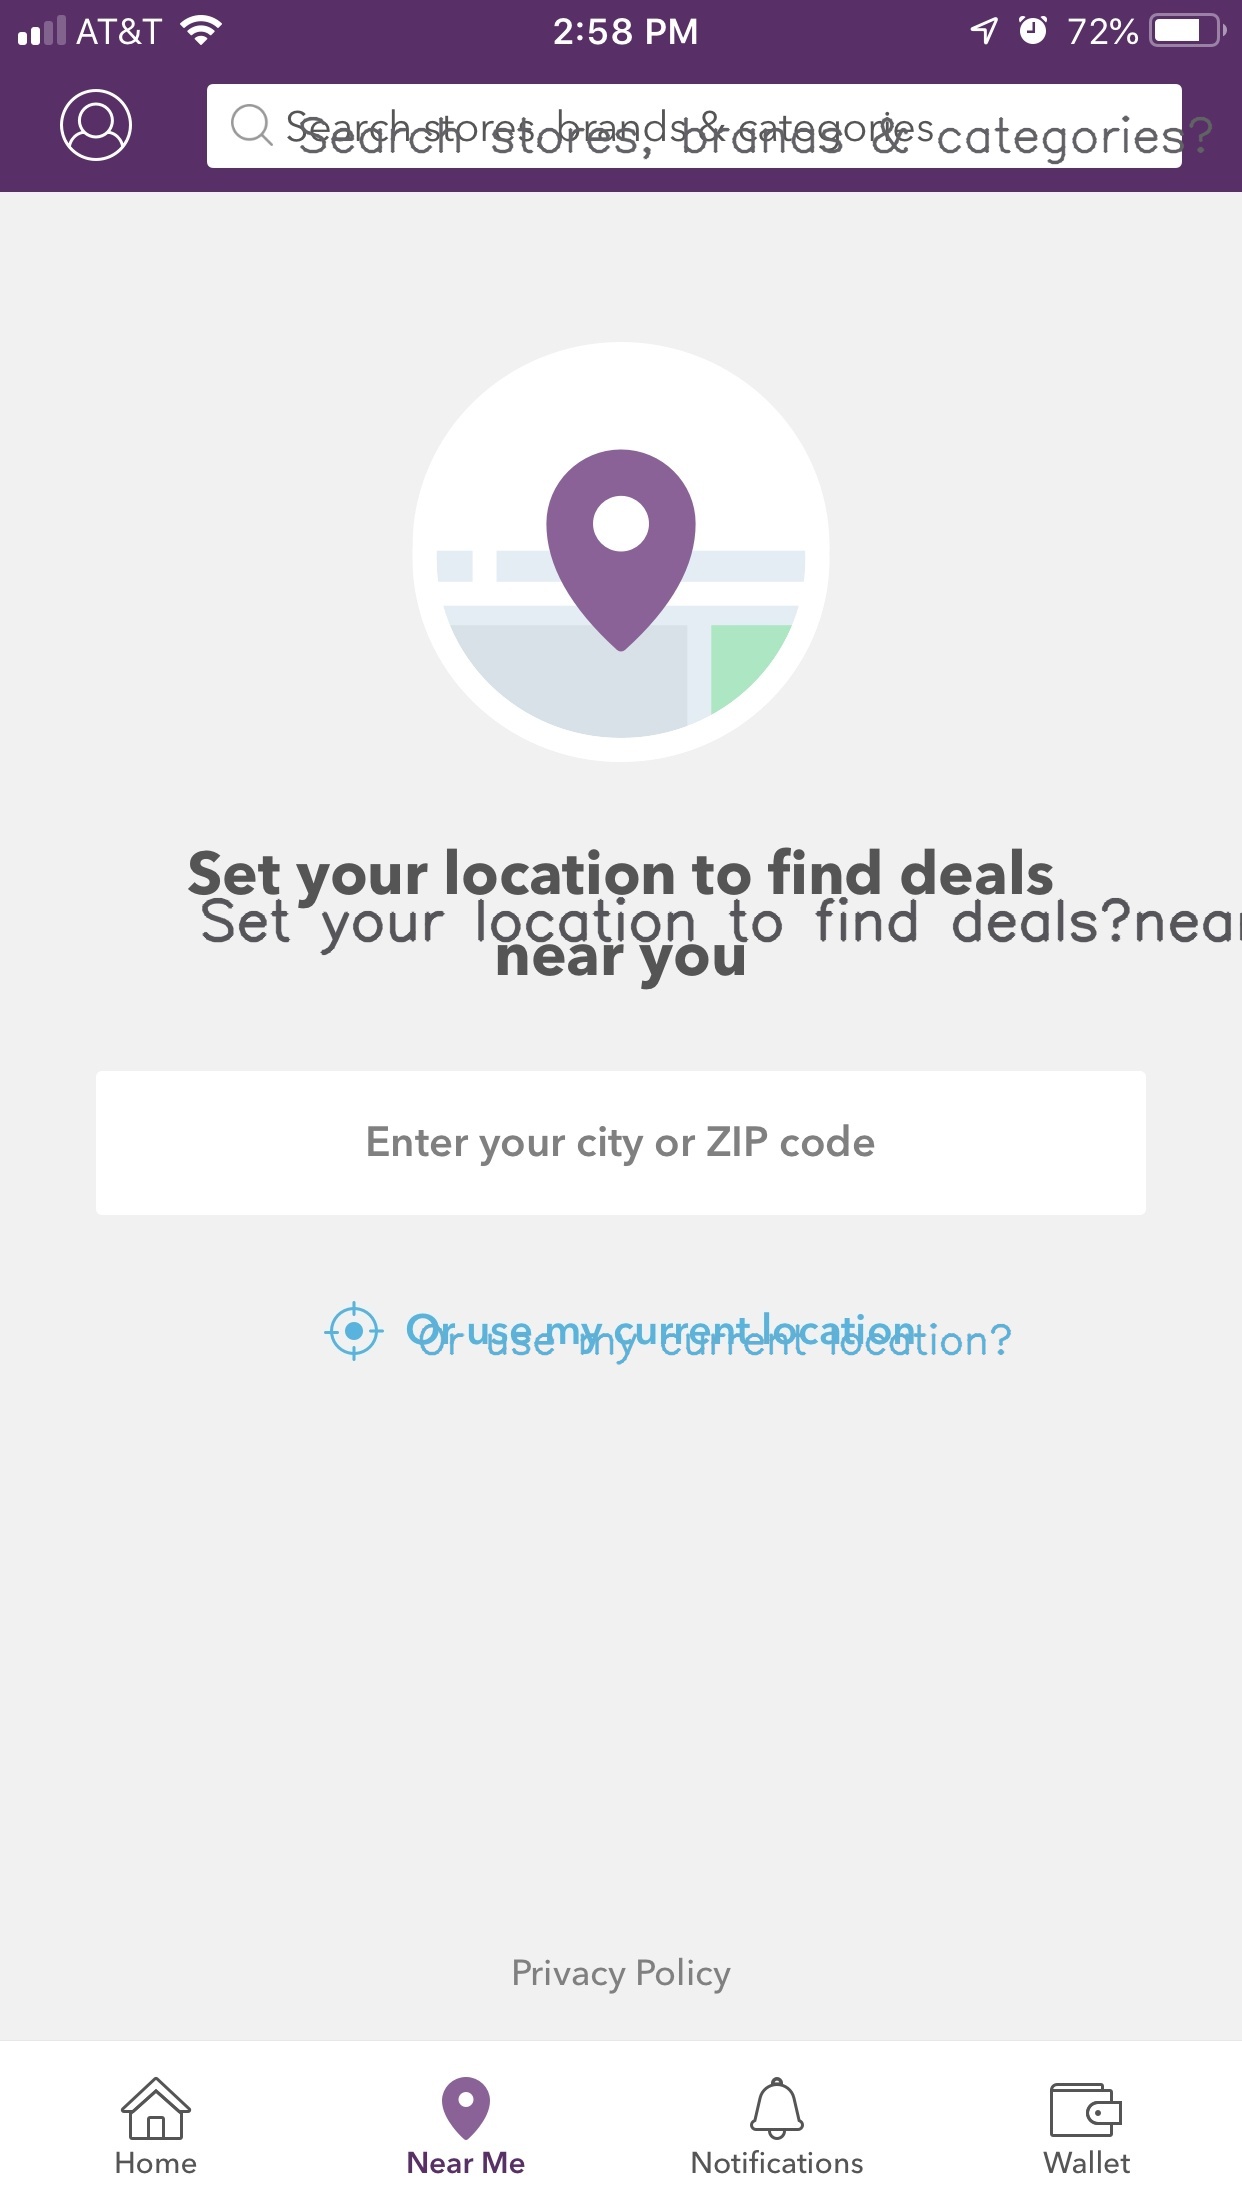 AT&T
2:58 PM
72%
Search stores, brands & categories
Search stores, brands & categories?
Set your location to find deals
Set your location to find deals?near
near you
Enter your city or ZIP code
Or use my current location
Or use my current location?
Privacy Policy
Home
Near Me
Notifications
Wallet